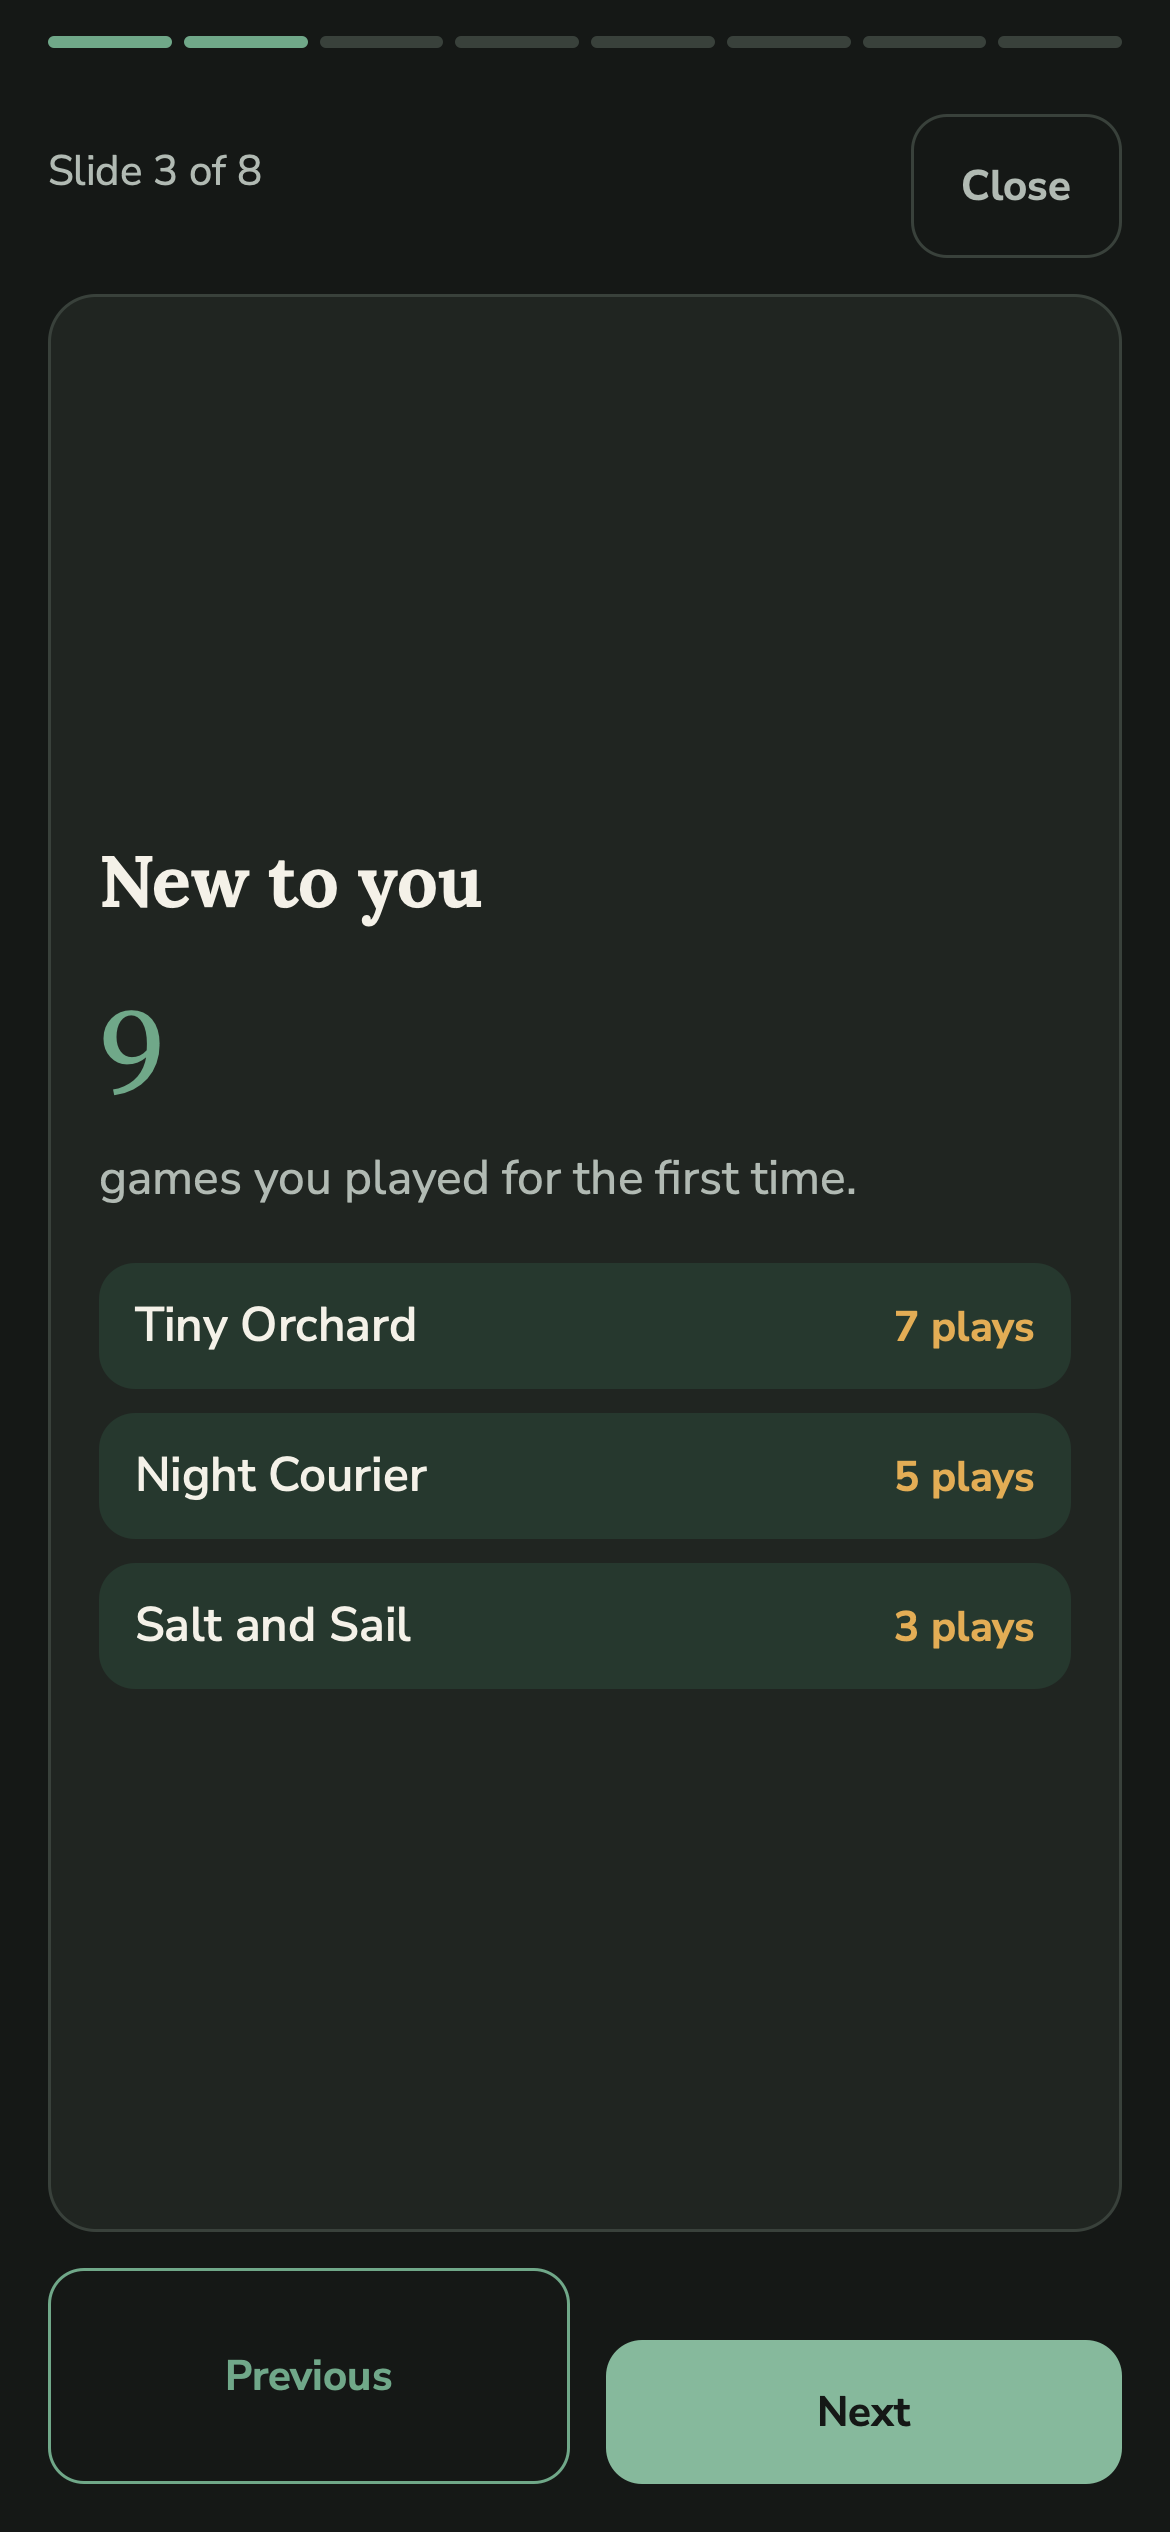 Slide 3 of 8
Close
New to you
9
games you played for the first time.
Tiny Orchard
7 plays
Night Courier
5 plays
Salt and Sail
3 plays
Previous
Next